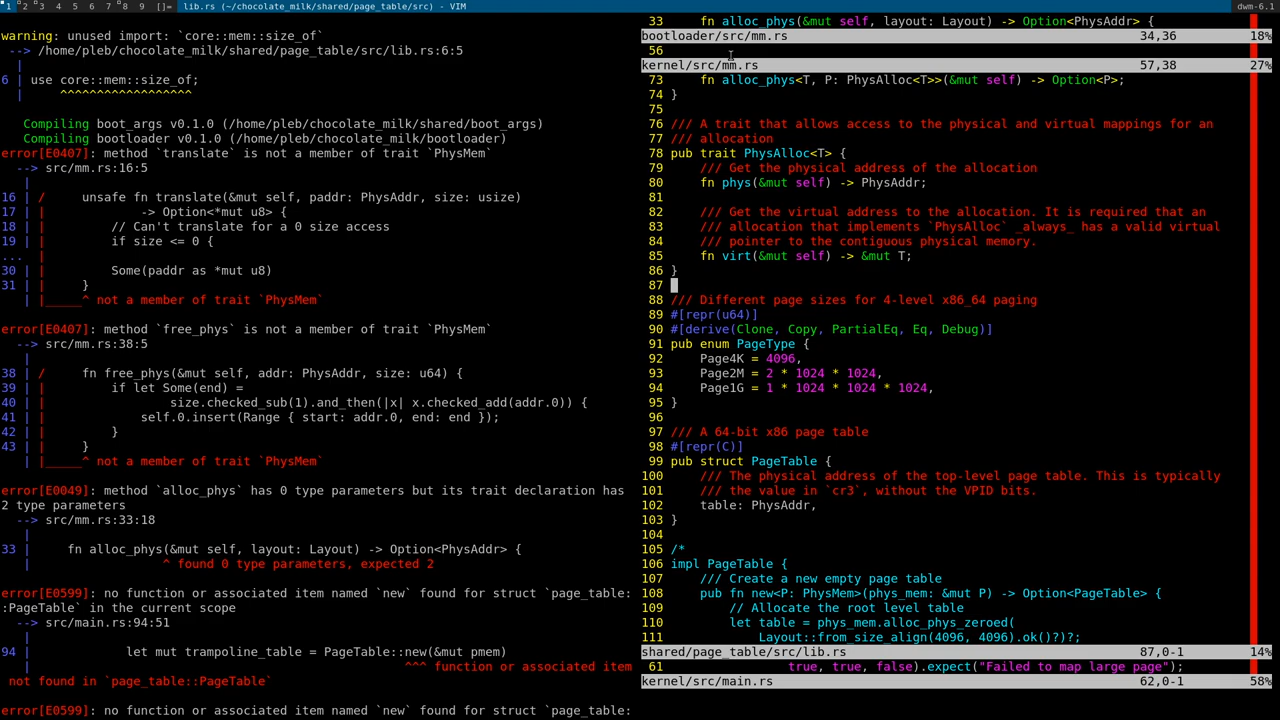 1 2 3 4 5 6 7 8 9 []= lib.rs (~/chocolate_milk/shared/page_table/src) - VIM dwm-6.1
warning: unused import: `core::mem::size_of`
--> /home/pleb/chocolate_milk/shared/page_table/src/lib.rs:6:5
|
6 | use core::mem::size_of;
| ^^^^^^^^^^^^^^^^^^
Compiling boot_args v0.1.0 (/home/pleb/chocolate_milk/shared/boot_args)
Compiling bootloader v0.1.0 (/home/pleb/chocolate_milk/bootloader)
error[E0407]: method `translate` is not a member of trait `PhysMem`
--> src/mm.rs:16:5
|
16 | / unsafe fn translate(&mut self, paddr: PhysAddr, size: usize)
17 | | -> Option<*mut u8> {
18 | | // Can't translate for a 0 size access
19 | | if size <= 0 {
... |
30 | | Some(paddr as *mut u8)
31 | | }
| |_____^ not a member of trait `PhysMem`
error[E0407]: method `free_phys` is not a member of trait `PhysMem`
--> src/mm.rs:38:5
|
38 | / fn free_phys(&mut self, addr: PhysAddr, size: u64) {
39 | | if let Some(end) =
40 | | size.checked_sub(1).and_then(|x| x.checked_add(addr.0)) {
41 | | self.0.insert(Range { start: addr.0, end: end });
42 | | }
43 | | }
| |_____^ not a member of trait `PhysMem`
error[E0049]: method `alloc_phys` has 0 type parameters but its trait declaration has
2 type parameters
--> src/mm.rs:33:18
|
33 | fn alloc_phys(&mut self, layout: Layout) -> Option<PhysAddr> {
| ^ found 0 type parameters, expected 2
error[E0599]: no function or associated item named `new` found for struct `page_table:
:PageTable` in the current scope
--> src/main.rs:94:51
|
94 | let mut trampoline_table = PageTable::new(&mut pmem)
| ^^^ function or associated item
not found in `page_table::PageTable`
error[E0599]: no function or associated item named `new` found for struct `page_table:
33 fn alloc_phys(&mut self, layout: Layout) -> Option<PhysAddr> {
bootloader/src/mm.rs 34,36 18%
56
kernel/src/mm.rs 57,38 27%
73 fn alloc_phys<T, P: PhysAlloc<T>>(&mut self) -> Option<P>;
74 }
75
76 /// A trait that allows access to the physical and virtual mappings for an
77 /// allocation
78 pub trait PhysAlloc<T> {
79 /// Get the physical address of the allocation
80 fn phys(&mut self) -> PhysAddr;
81
82 /// Get the virtual address to the allocation. It is required that an
83 /// allocation that implements `PhysAlloc` _always_ has a valid virtual
84 /// pointer to the contiguous physical memory.
85 fn virt(&mut self) -> &mut T;
86 }
87
88 /// Different page sizes for 4-level x86_64 paging
89 #[repr(u64)]
90 #[derive(Clone, Copy, PartialEq, Eq, Debug)]
91 pub enum PageType {
92 Page4K = 4096,
93 Page2M = 2 * 1024 * 1024,
94 Page1G = 1 * 1024 * 1024 * 1024,
95 }
96
97 /// A 64-bit x86 page table
98 #[repr(C)]
99 pub struct PageTable {
100 /// The physical address of the top-level page table. This is typically
101 /// the value in `cr3`, without the VPID bits.
102 table: PhysAddr,
103 }
104
105 /*
106 impl PageTable {
107 /// Create a new empty page table
108 pub fn new<P: PhysMem>(phys_mem: &mut P) -> Option<PageTable> {
109 // Allocate the root level table
110 let table = phys_mem.alloc_phys_zeroed(
111 Layout::from_size_align(4096, 4096).ok()?)?;
shared/page_table/src/lib.rs 87,0-1 14%
61 true, true, false).expect("Failed to map large page");
kernel/src/main.rs 62,0-1 58%